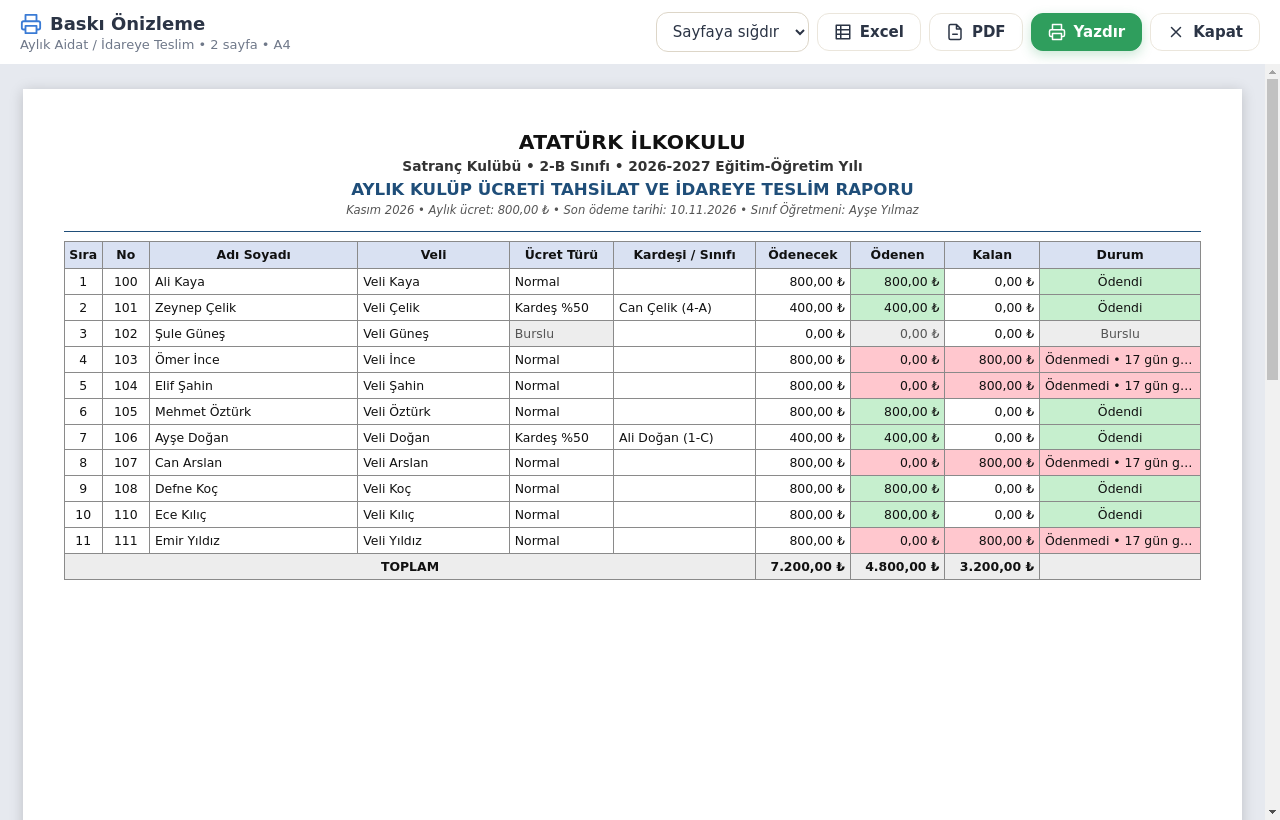 Baskı Önizleme
Aylık Aidat / İdareye Teslim • 2 sayfa • A4
Sayfaya sığdır
Excel
PDF
Yazdır
Kapat
ATATÜRK İLKOKULU
Satranç Kulübü • 2-B Sınıfı • 2026-2027 Eğitim-Öğretim Yılı
AYLIK KULÜP ÜCRETİ TAHSİLAT VE İDAREYE TESLİM RAPORU
Kasım 2026 • Aylık ücret: 800,00 ₺ • Son ödeme tarihi: 10.11.2026 • Sınıf Öğretmeni: Ayşe Yılmaz
Sıra No Adı Soyadı Veli Ücret Türü Kardeşi / Sınıfı Ödenecek Ödenen Kalan Durum
1 100 Ali Kaya Veli Kaya Normal 800,00 ₺ 800,00 ₺ 0,00 ₺ Ödendi
2 101 Zeynep Çelik Veli Çelik Kardeş %50 Can Çelik (4-A) 400,00 ₺ 400,00 ₺ 0,00 ₺ Ödendi
3 102 Şule Güneş Veli Güneş Burslu 0,00 ₺ 0,00 ₺ 0,00 ₺ Burslu
4 103 Ömer İnce Veli İnce Normal 800,00 ₺ 0,00 ₺ 800,00 ₺ Ödenmedi • 17 gün g...
5 104 Elif Şahin Veli Şahin Normal 800,00 ₺ 0,00 ₺ 800,00 ₺ Ödenmedi • 17 gün g...
6 105 Mehmet Öztürk Veli Öztürk Normal 800,00 ₺ 800,00 ₺ 0,00 ₺ Ödendi
7 106 Ayşe Doğan Veli Doğan Kardeş %50 Ali Doğan (1-C) 400,00 ₺ 400,00 ₺ 0,00 ₺ Ödendi
8 107 Can Arslan Veli Arslan Normal 800,00 ₺ 0,00 ₺ 800,00 ₺ Ödenmedi • 17 gün g...
9 108 Defne Koç Veli Koç Normal 800,00 ₺ 800,00 ₺ 0,00 ₺ Ödendi
10 110 Ece Kılıç Veli Kılıç Normal 800,00 ₺ 800,00 ₺ 0,00 ₺ Ödendi
11 111 Emir Yıldız Veli Yıldız Normal 800,00 ₺ 0,00 ₺ 800,00 ₺ Ödenmedi • 17 gün g...
TOPLAM 7.200,00 ₺ 4.800,00 ₺ 3.200,00 ₺